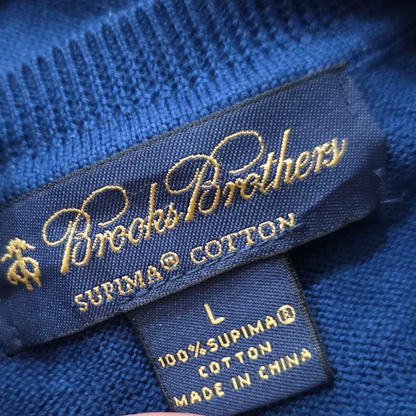 Brooks Brothers
SUPIMA® COTTON
L
100% SUPIMA®
COTTON
MADE IN CHINA